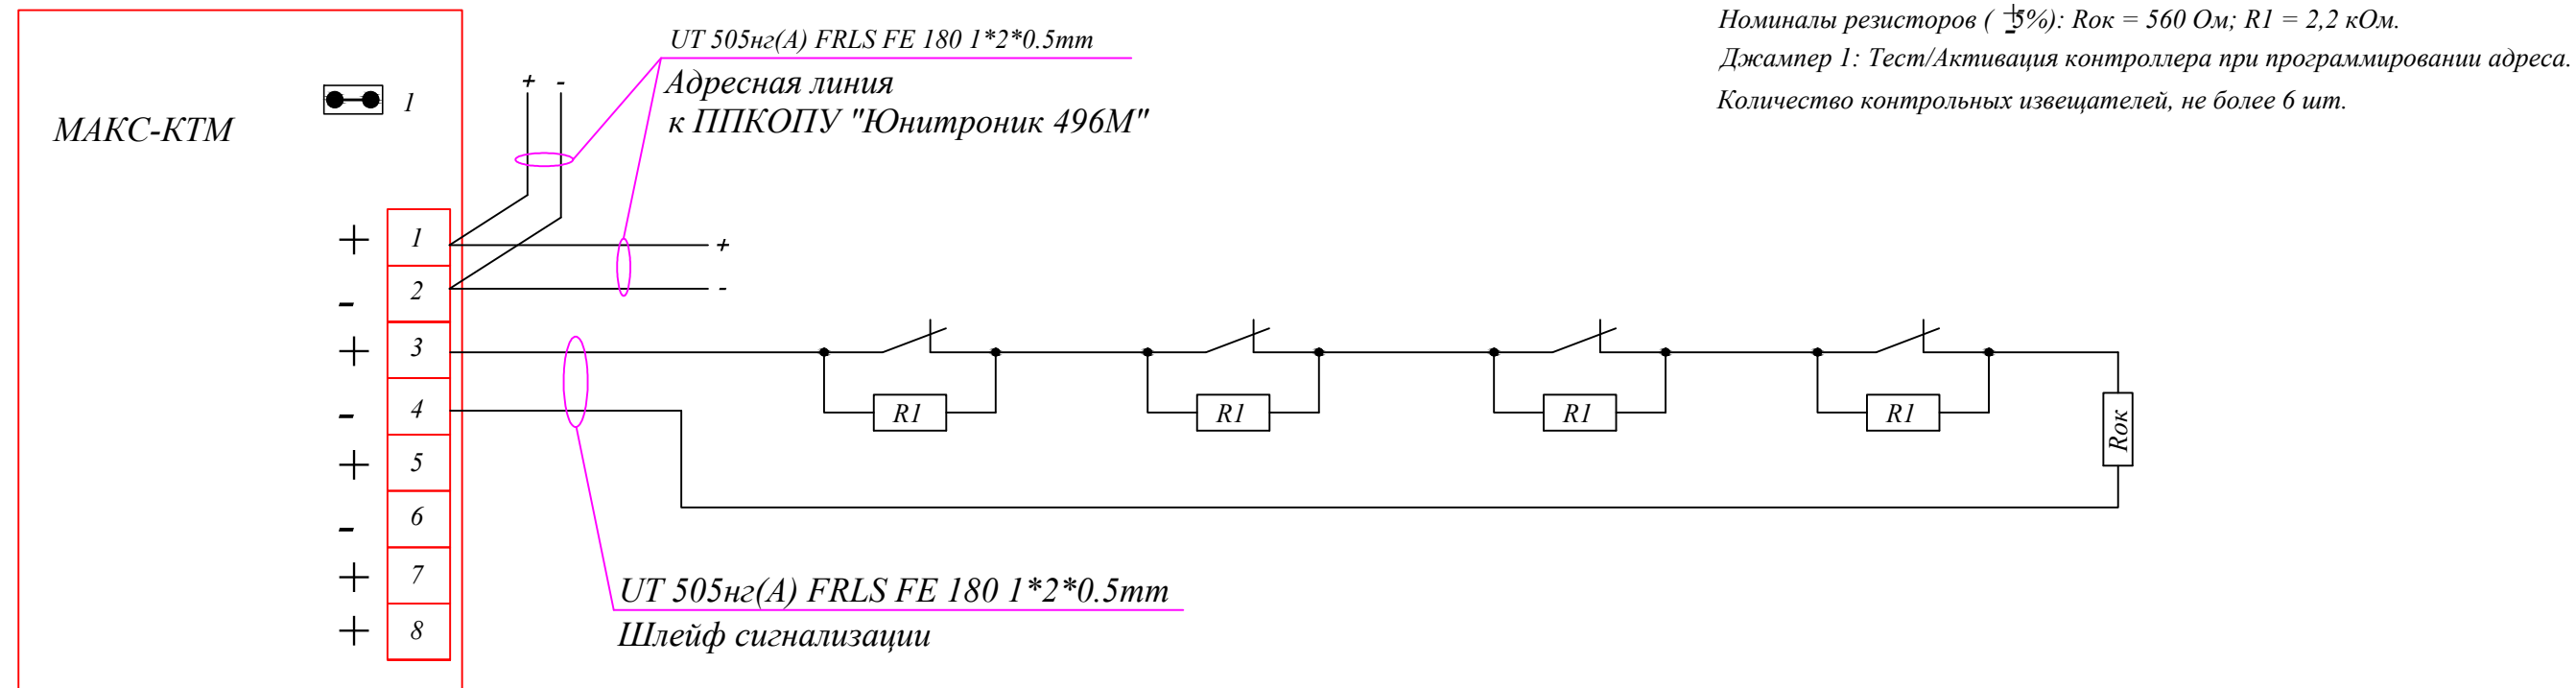 UT 505нг(А) FRLS FE 180 1*2*0.5mm
Адресная линия
к ППКОПУ "Юнитроник 496М"
Номиналы резисторов ( ±5%): Rок = 560 Ом; R1 = 2,2 кОм.
Джампер 1: Тест/Активация контроллера при программировании адреса.
Количество контрольных извещателей, не более 6 шт.
+ -
1
МАКС-КТМ
+ 1 +
- 2 -
+ 3
- 4
R1 R1 R1 R1 Rок
+ 5
- 6
+ 7
+ 8
UT 505нг(А) FRLS FE 180 1*2*0.5mm
Шлейф сигнализации